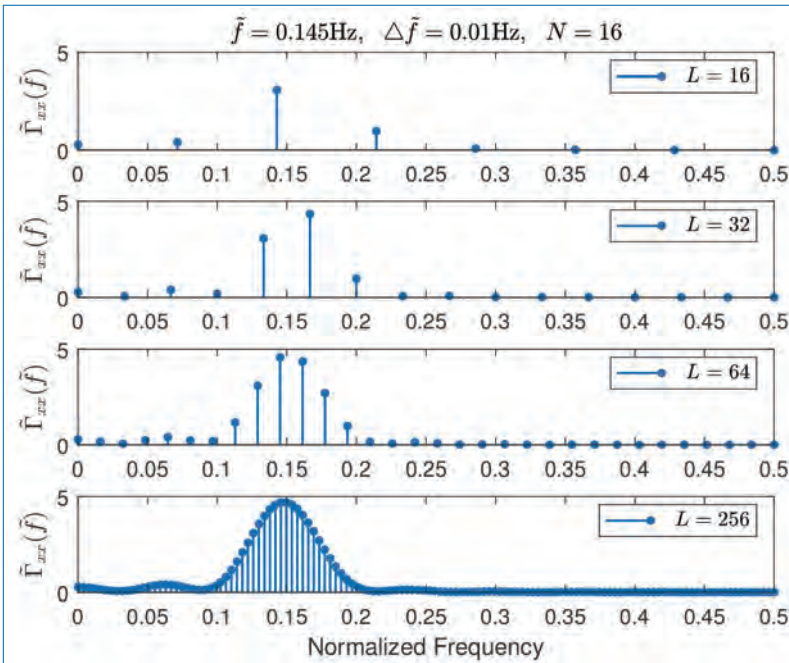 f̃ = 0.145Hz, △f̃ = 0.01Hz, N = 16
5
0
Γ̃xx(f̃)
L = 16
0 0.05 0.1 0.15 0.2 0.25 0.3 0.35 0.4 0.45 0.5
5
0
Γ̃xx(f̃)
L = 32
0 0.05 0.1 0.15 0.2 0.25 0.3 0.35 0.4 0.45 0.5
5
0
Γ̃xx(f̃)
L = 64
0 0.05 0.1 0.15 0.2 0.25 0.3 0.35 0.4 0.45 0.5
5
0
Γ̃xx(f̃)
L = 256
0 0.05 0.1 0.15 0.2 0.25 0.3 0.35 0.4 0.45 0.5
Normalized Frequency